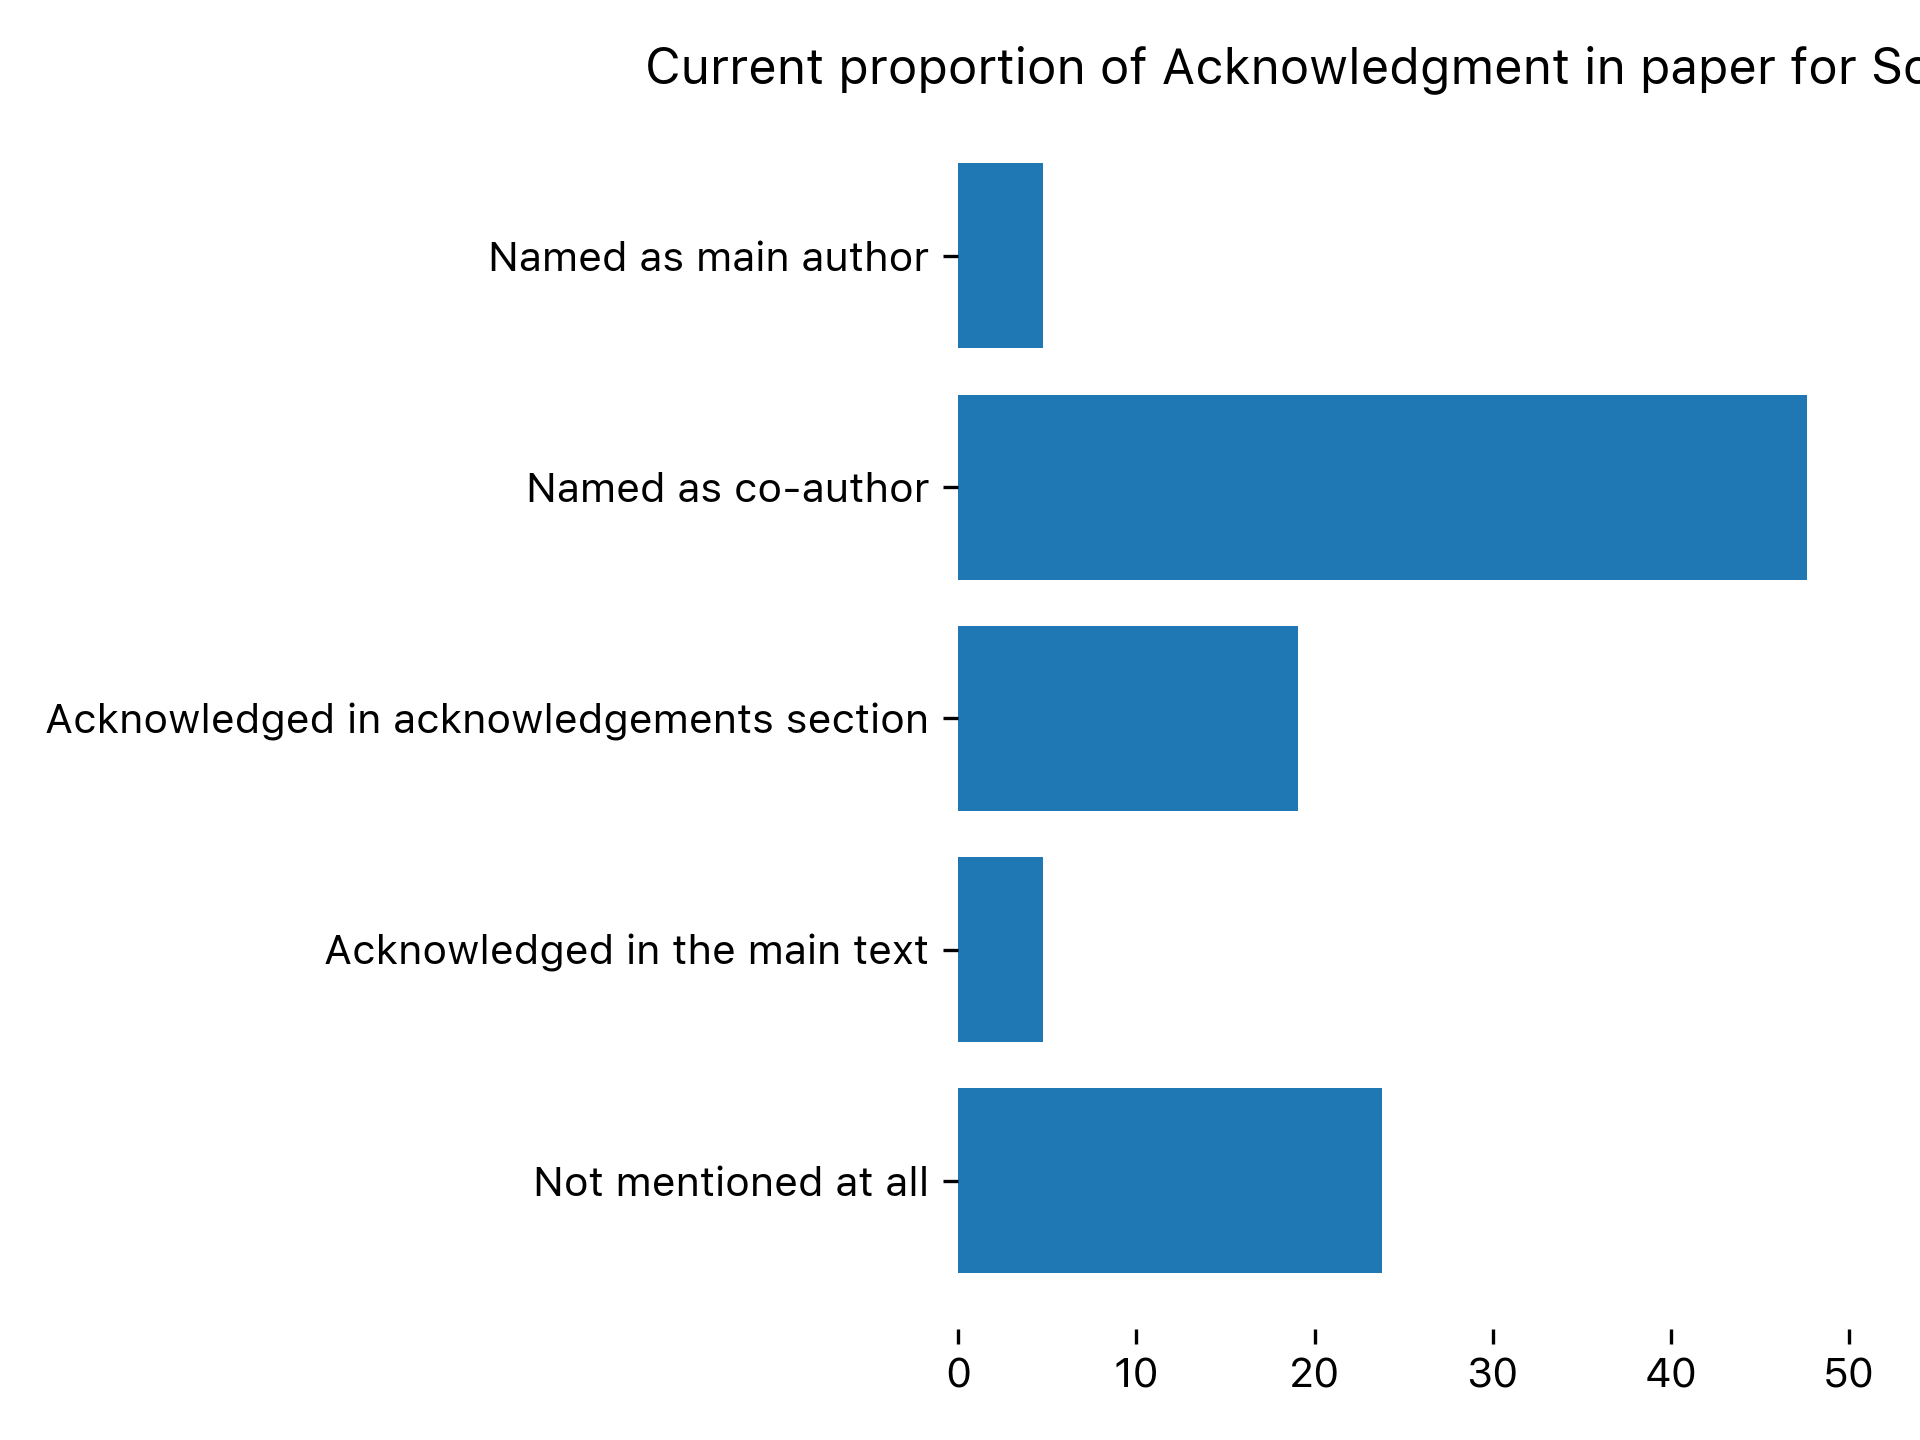 Current proportion of Acknowledgment in paper for
Named as main author
Named as co-author
Acknowledged in acknowledgements section
Acknowledged in the main text
Not mentioned at all
0 10 20 30 40 50